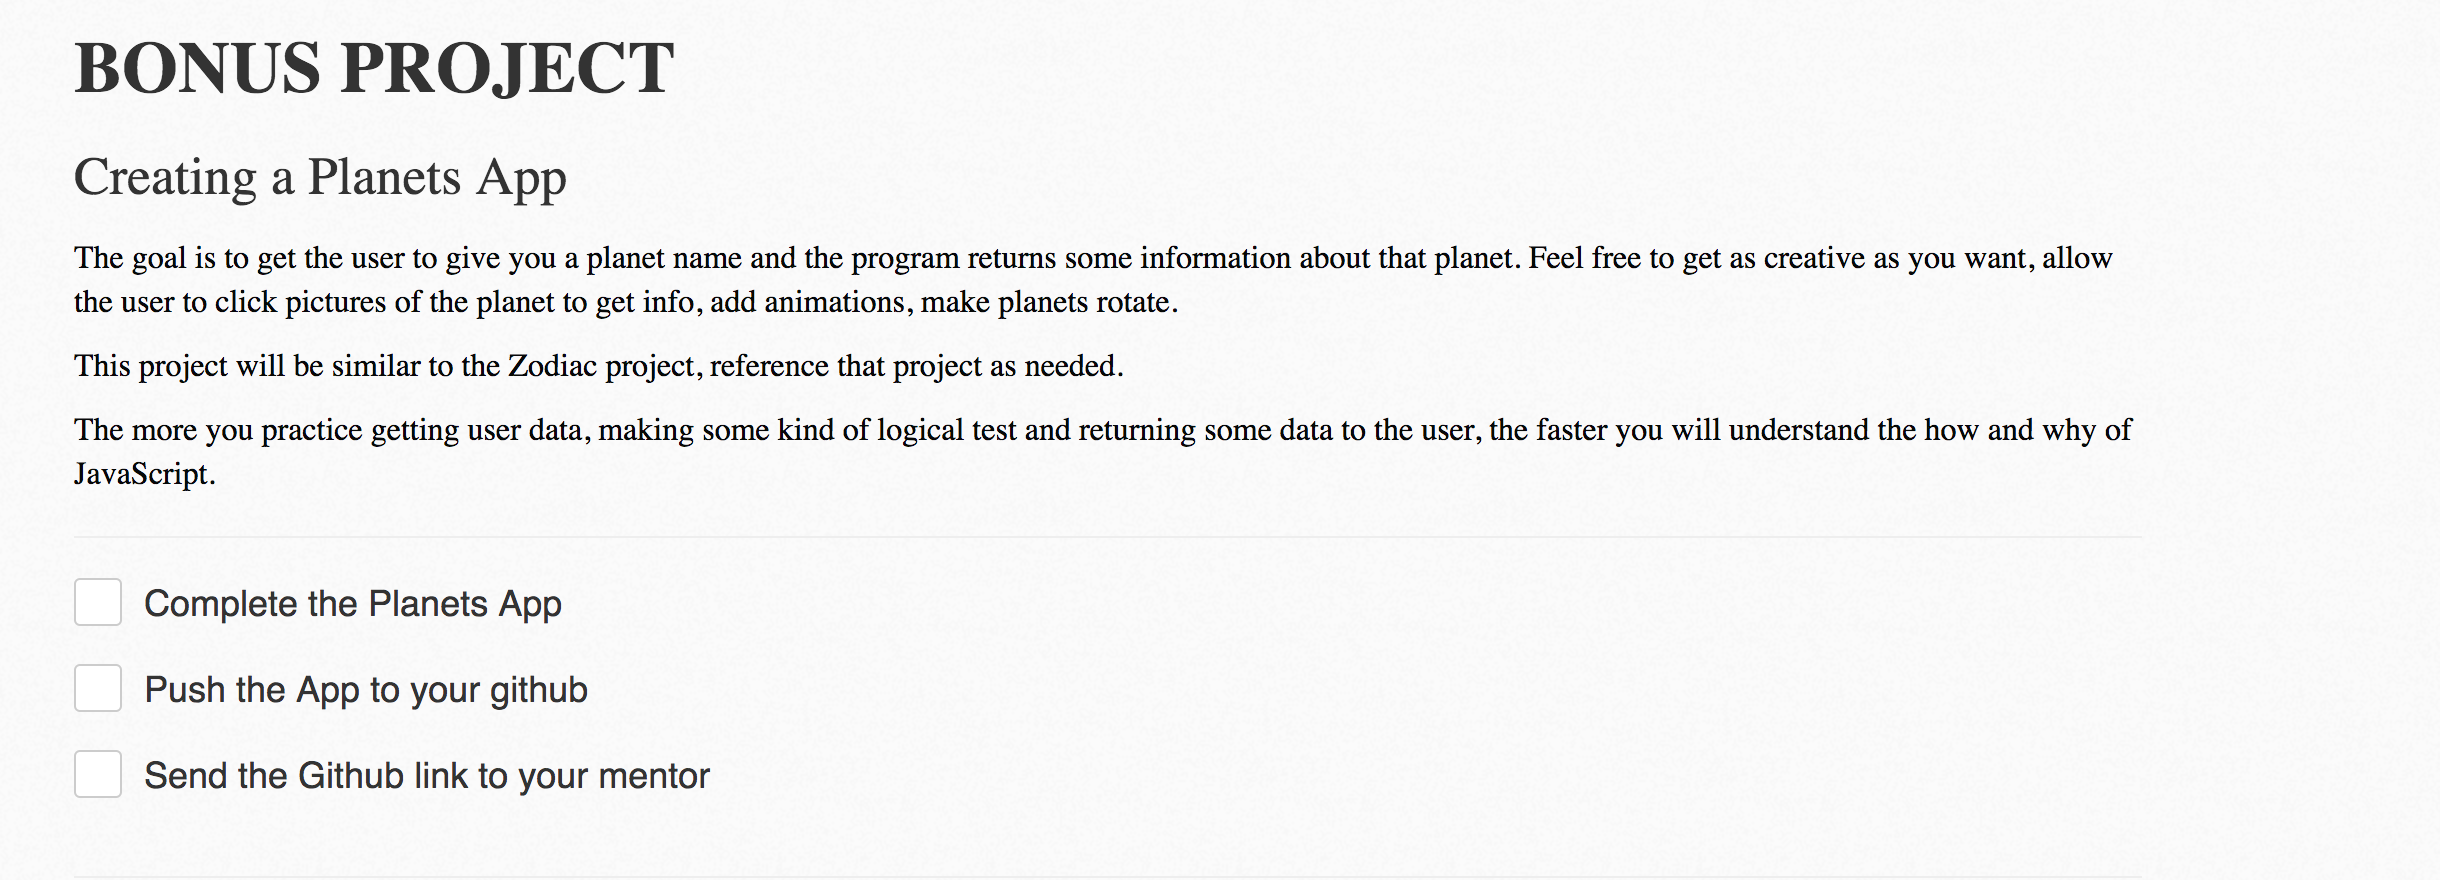 BONUS PROJECT
Creating a Planets App
The goal is to get the user to give you a planet name and the program returns some information about that planet. Feel free to get as creative as you want, allow
the user to click pictures of the planet to get info, add animations, make planets rotate.
This project will be similar to the Zodiac project, reference that project as needed.
The more you practice getting user data, making some kind of logical test and returning some data to the user, the faster you will understand the how and why of
JavaScript.
Complete the Planets App
Push the App to your github
Send the Github link to your mentor